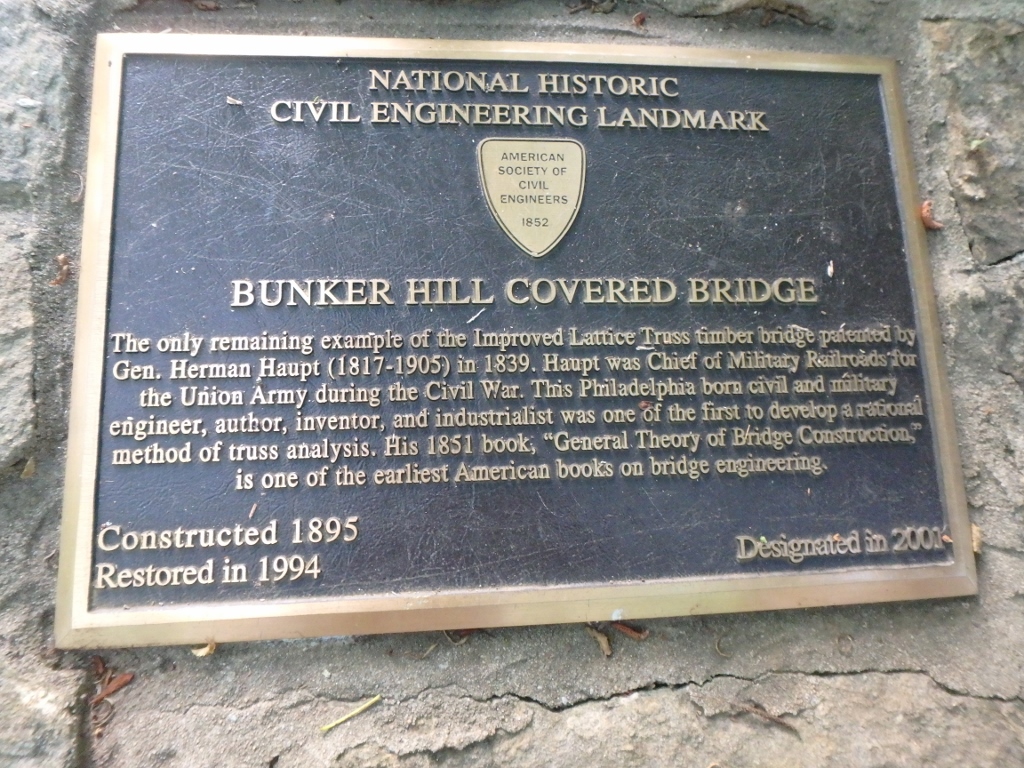 NATIONAL HISTORIC
CIVIL ENGINEERING LANDMARK
AMERICAN
SOCIETY OF
CIVIL
ENGINEERS
1852
BUNKER HILL COVERED BRIDGE
The only remaining example of the Improved Lattice Truss timber bridge patented by
Gen. Herman Haupt (1817-1905) in 1839. Haupt was Chief of Military Railroads for
the Union Army during the Civil War. This Philadelphia born civil and military
engineer, author, inventor, and industrialist was one of the first to develop a rational
method of truss analysis. His 1851 book, “General Theory of Bridge Construction,”
is one of the earliest American books on bridge engineering.
Constructed 1895
Restored in 1994
Designated in 2001